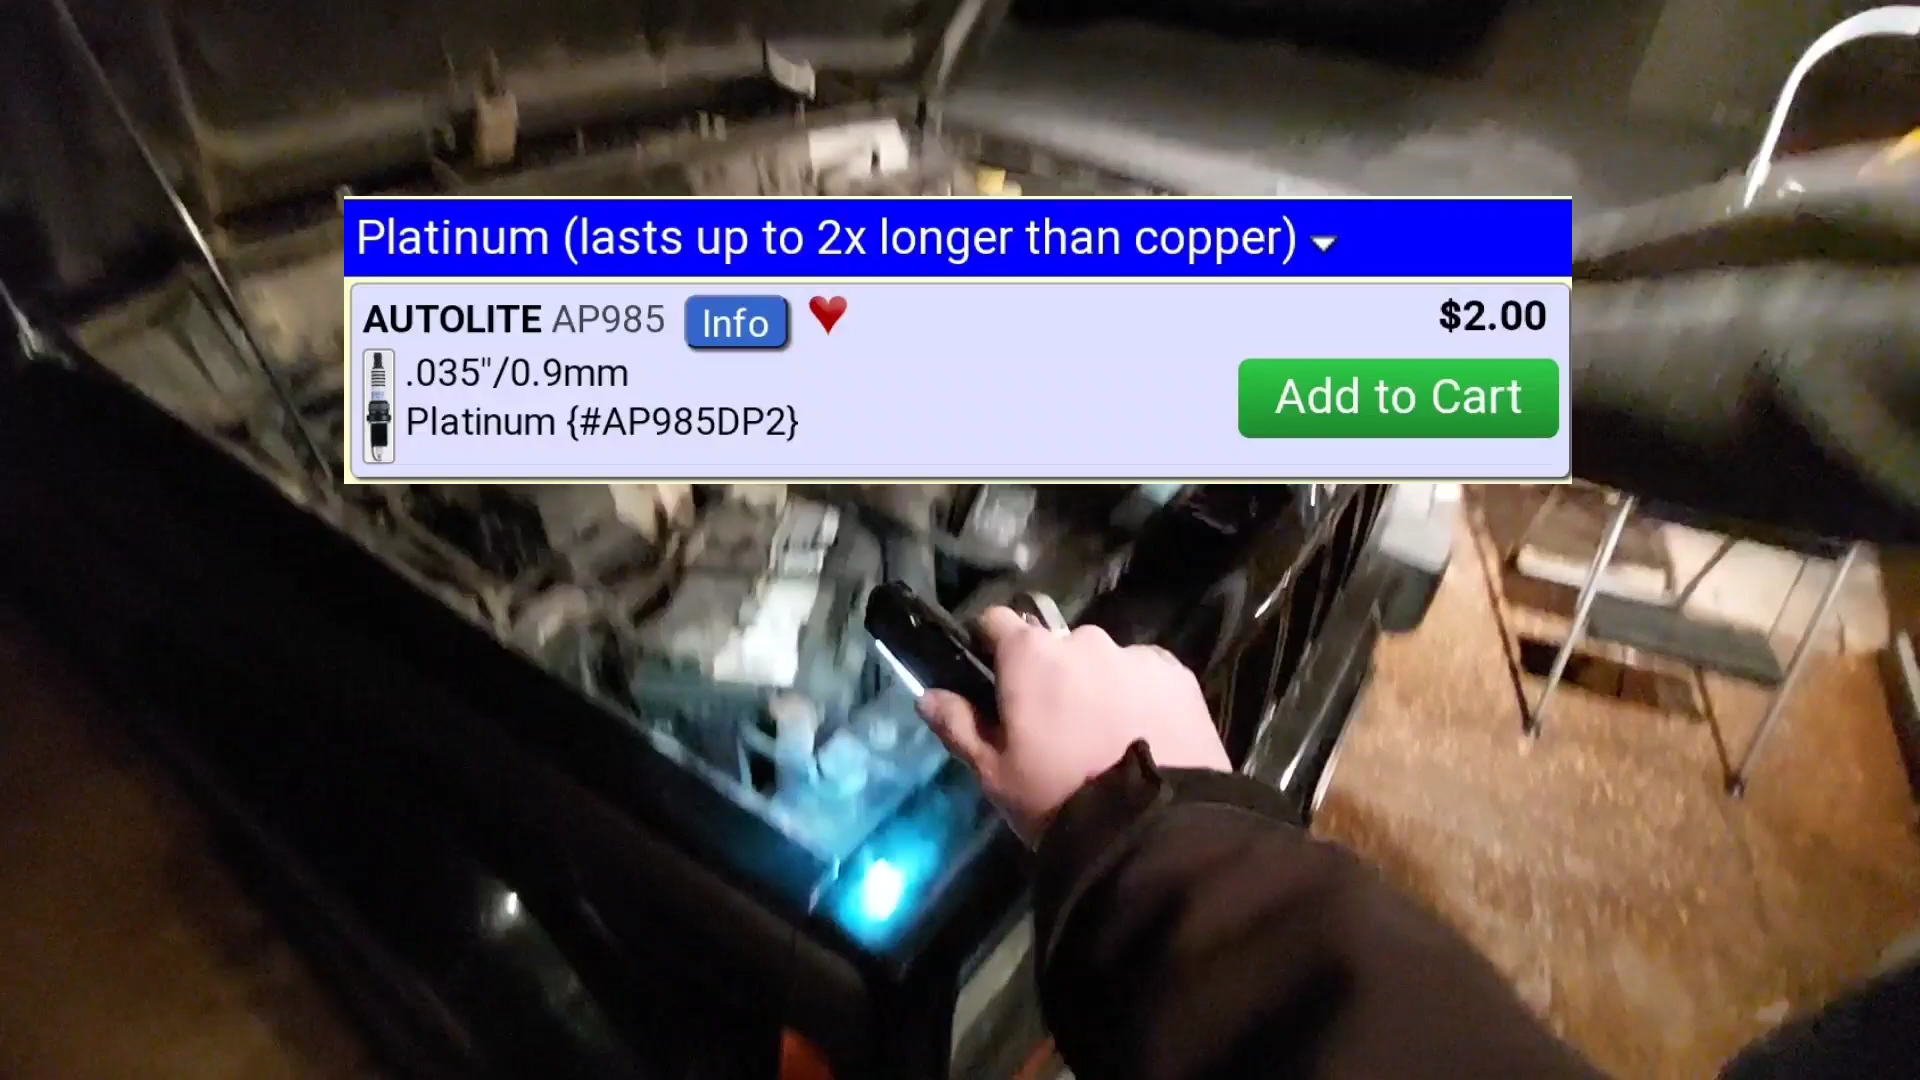 Platinum (lasts up to 2x longer than copper)
AUTOLITE AP985 Info $2.00
.035"/0.9mm
Platinum {#AP985DP2}
Add to Cart